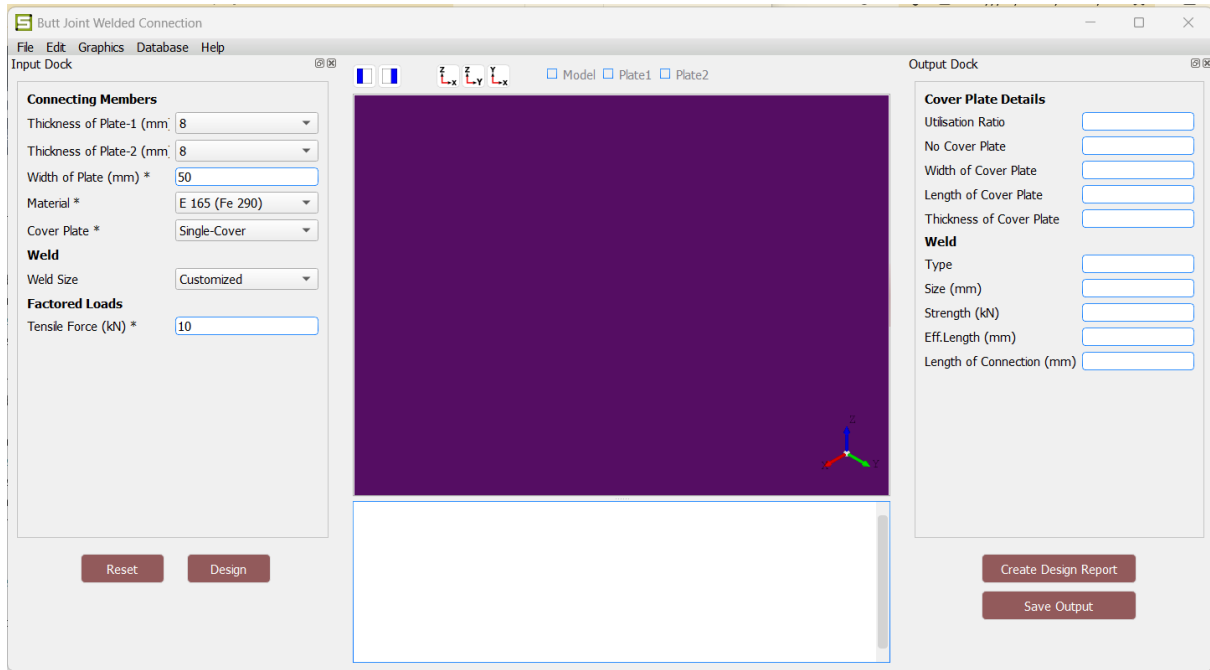 Butt Joint Welded Connection
File Edit Graphics Database Help
Input Dock
Connecting Members
Thickness of Plate-1 (mm)
8
Thickness of Plate-2 (mm)
8
Width of Plate (mm) *
50
Material *
E 165 (Fe 290)
Cover Plate *
Single-Cover
Weld
Weld Size
Customized
Factored Loads
Tensile Force (kN) *
10
Reset
Design
Z X
Z Y
Y X
Model
Plate1
Plate2
Z
X
Y
Output Dock
Cover Plate Details
Utilisation Ratio
No Cover Plate
Width of Cover Plate
Length of Cover Plate
Thickness of Cover Plate
Weld
Type
Size (mm)
Strength (kN)
Eff.Length (mm)
Length of Connection (mm)
Create Design Report
Save Output